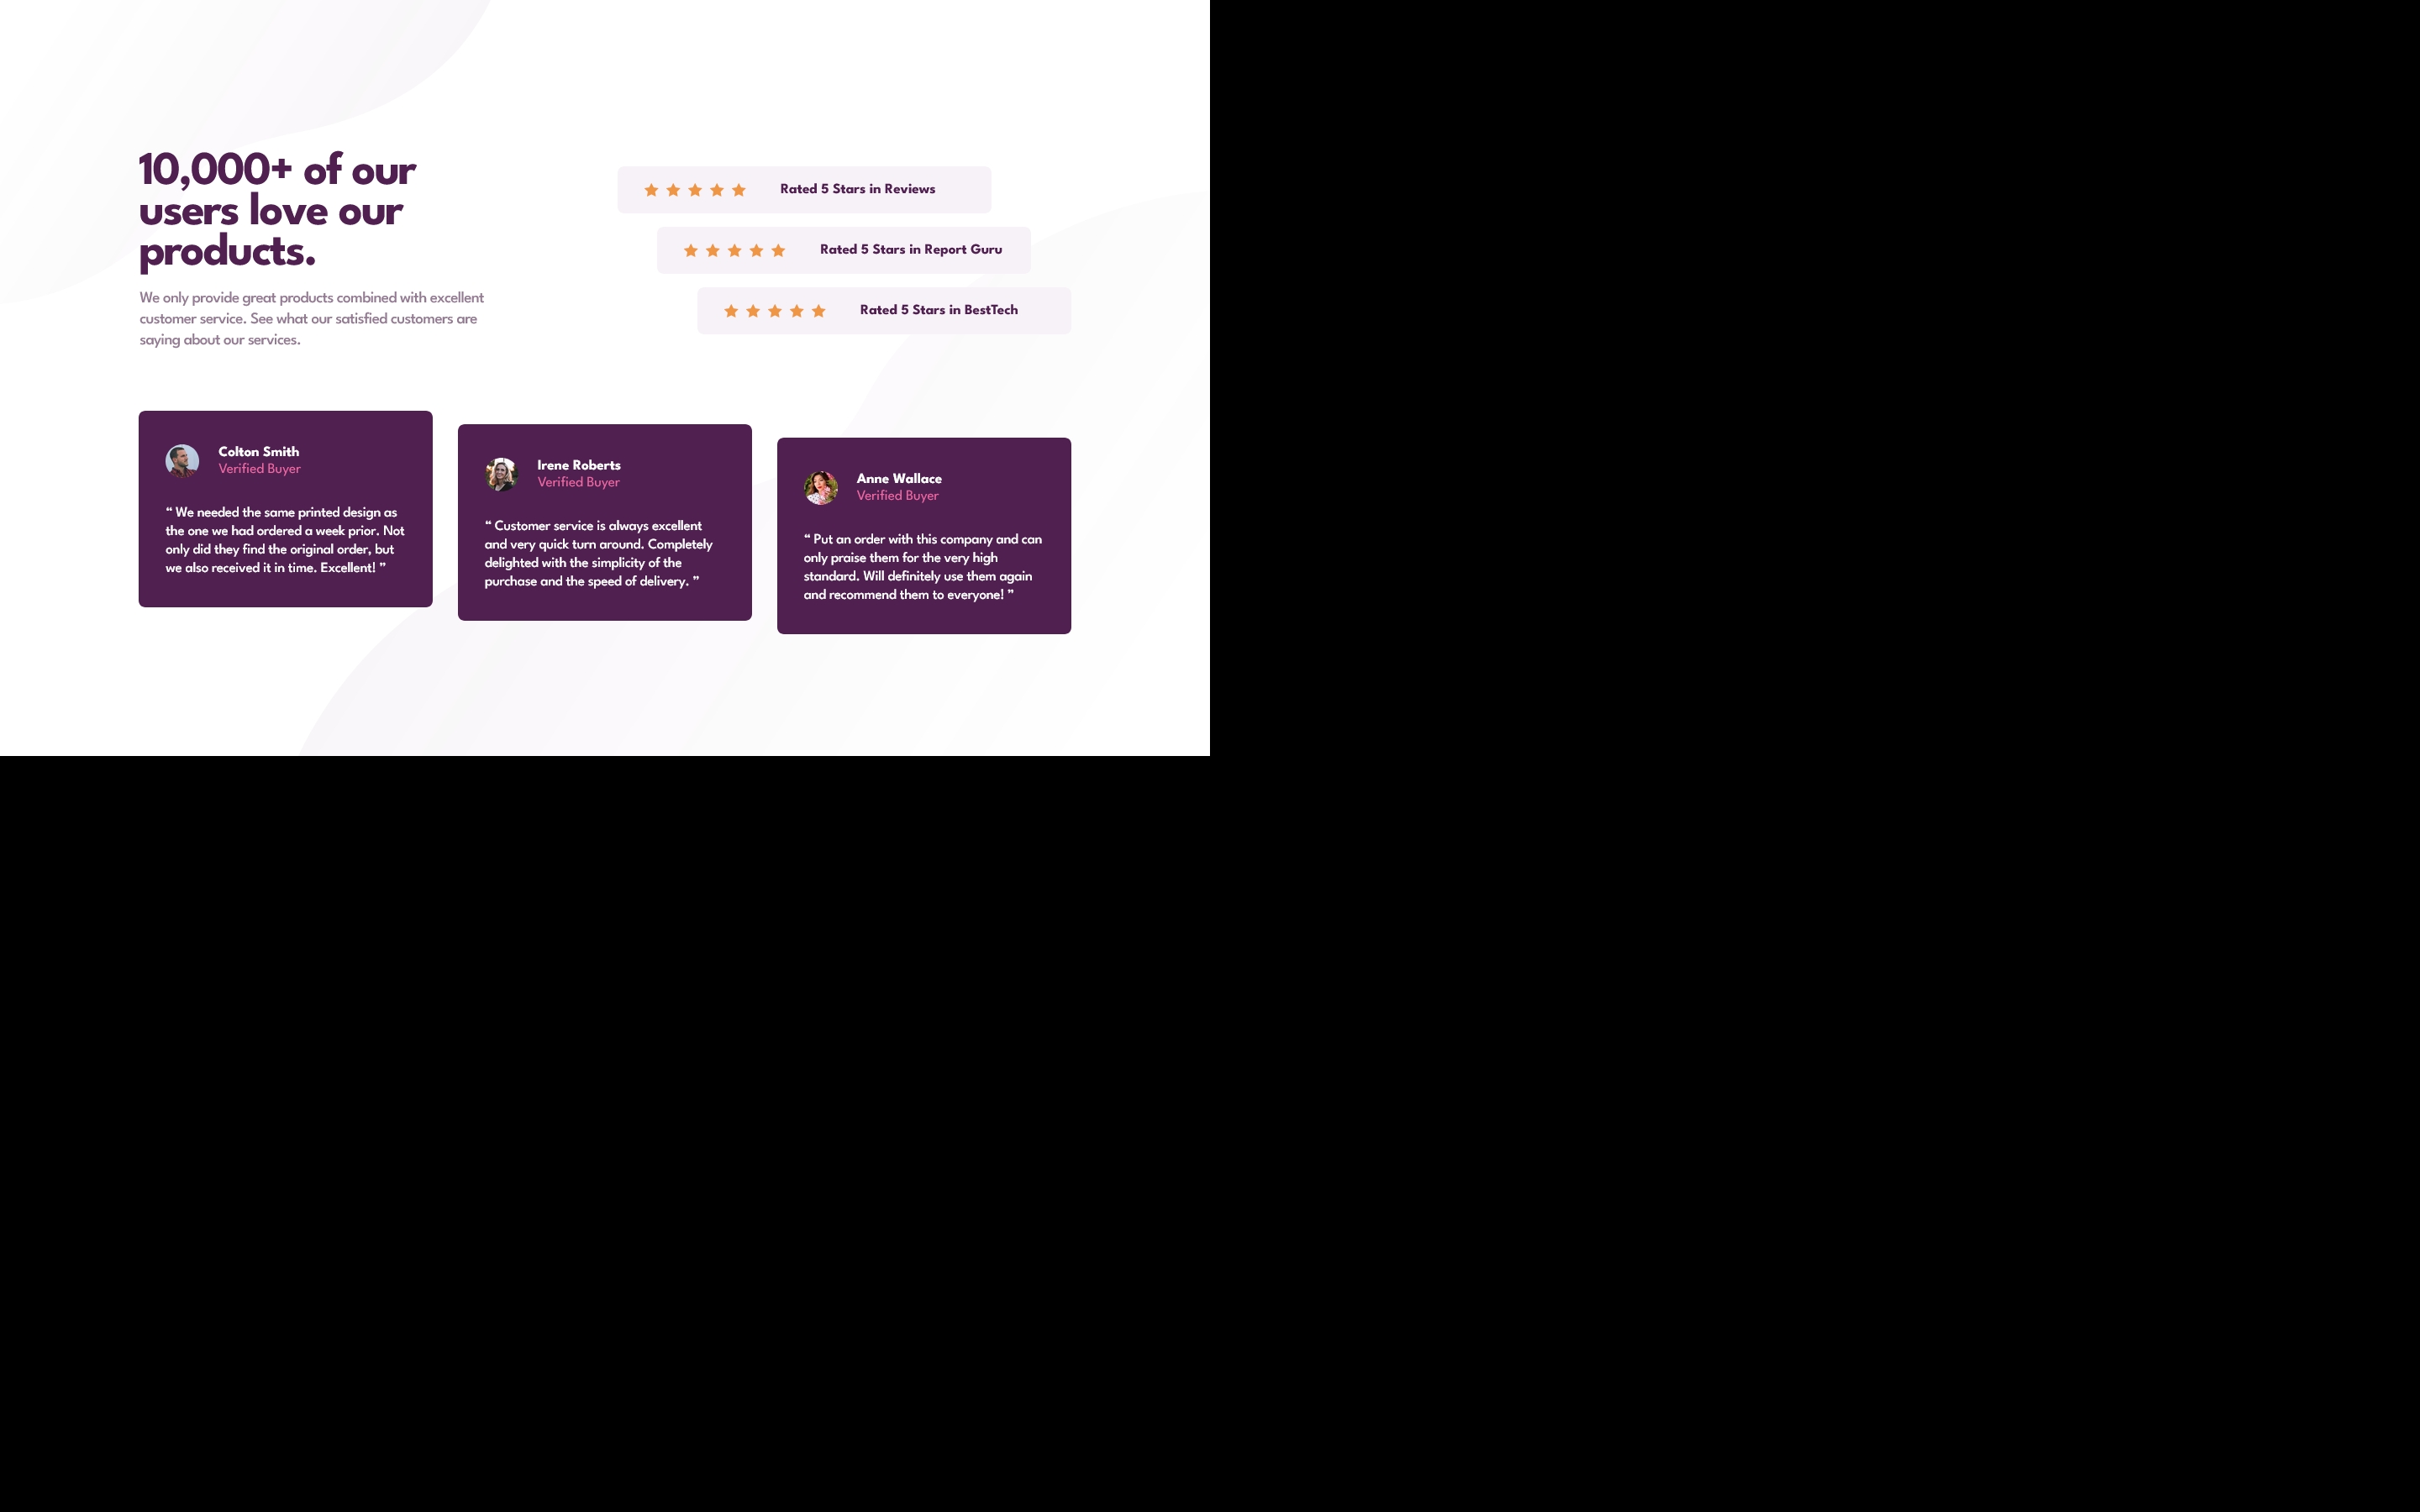 10,000+ of our
users love our
products.
We only provide great products combined with excellent
customer service. See what our satisfied customers are
saying about our services.
Rated 5 Stars in Reviews
Rated 5 Stars in Report Guru
Rated 5 Stars in BestTech
Colton Smith
Verified Buyer
“ We needed the same printed design as
the one we had ordered a week prior. Not
only did they find the original order, but
we also received it in time. Excellent! ”
Irene Roberts
Verified Buyer
“ Customer service is always excellent
and very quick turn around. Completely
delighted with the simplicity of the
purchase and the speed of delivery. ”
Anne Wallace
Verified Buyer
“ Put an order with this company and can
only praise them for the very high
standard. Will definitely use them again
and recommend them to everyone! ”